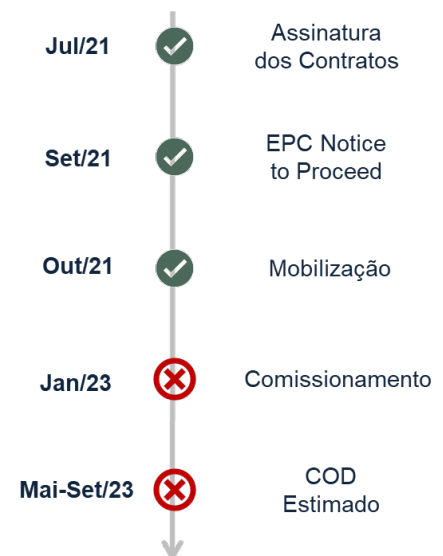 Jul/21
Assinatura
dos Contratos
Set/21
EPC Notice
to Proceed
Out/21
Mobilização
Jan/23
Comissionamento
Mai-Set/23
COD
Estimado